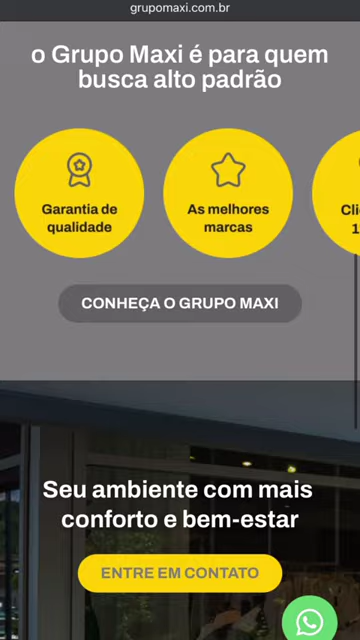 grupomaxi.com.br
o Grupo Maxi é para quem
busca alto padrão
Garantia de
qualidade
As melhores
marcas
CONHEÇA O GRUPO MAXI
Seu ambiente com mais
conforto e bem-estar
ENTRE EM CONTATO